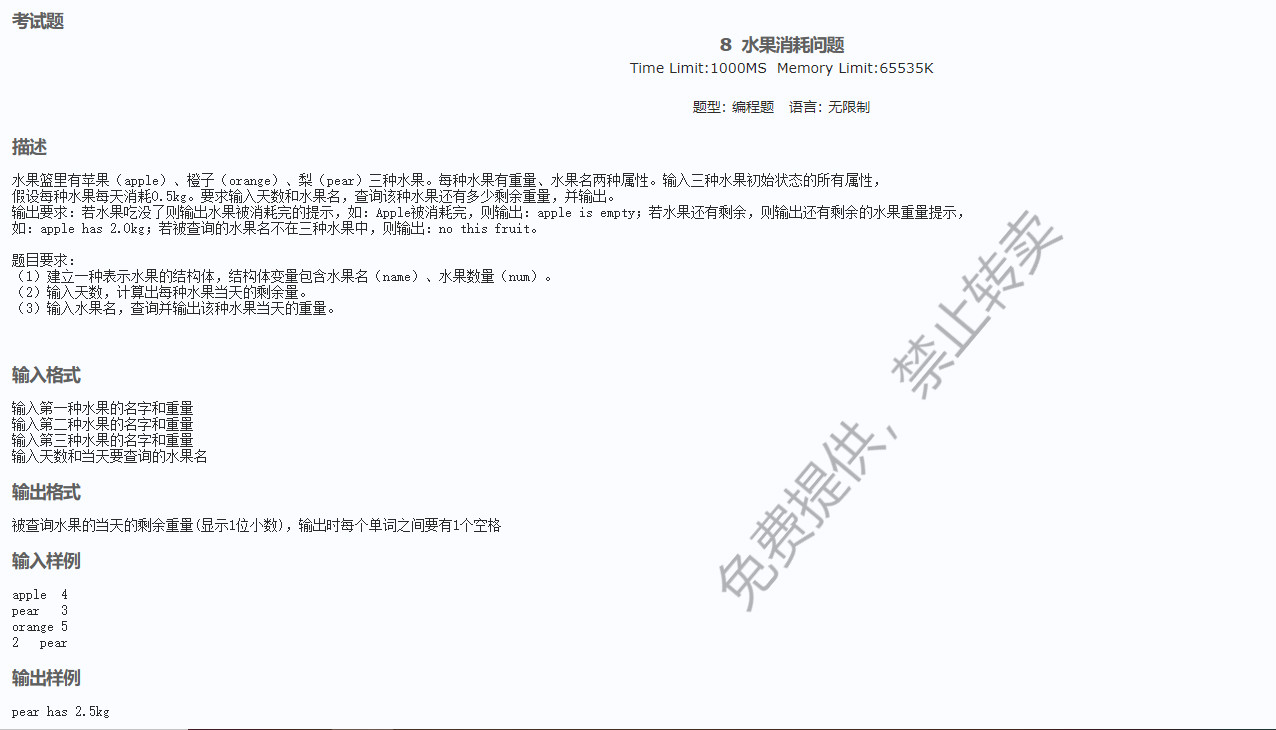 考试题
8 水果消耗问题
Time Limit:1000MS Memory Limit:65535K
题型: 编程题 语言: 无限制
描述
水果篮里有苹果（apple）、橙子（orange）、梨（pear）三种水果。每种水果有重量、水果名两种属性。输入三种水果初始状态的所有属性，
假设每种水果每天消耗0.5kg。要求输入天数和水果名，查询该种水果还有多少剩余重量，并输出。
输出要求：若水果吃没了则输出水果被消耗完的提示，如：Apple被消耗完，则输出：apple is empty；若水果还有剩余，则输出还有剩余的水果重量提示，
如：apple has 2.0kg；若被查询的水果名不在三种水果中，则输出：no this fruit。
题目要求：
（1）建立一种表示水果的结构体，结构体变量包含水果名（name）、水果数量（num）。
（2）输入天数，计算出每种水果当天的剩余量。
（3）输入水果名，查询并输出该种水果当天的重量。
输入格式
输入第一种水果的名字和重量
输入第二种水果的名字和重量
输入第三种水果的名字和重量
输入天数和当天要查询的水果名
输出格式
被查询水果的当天的剩余重量(显示1位小数)，输出时每个单词之间要有1个空格
输入样例
apple 4
pear 3
orange 5
2 pear
输出样例
pear has 2.5kg
免费提供，禁止转卖